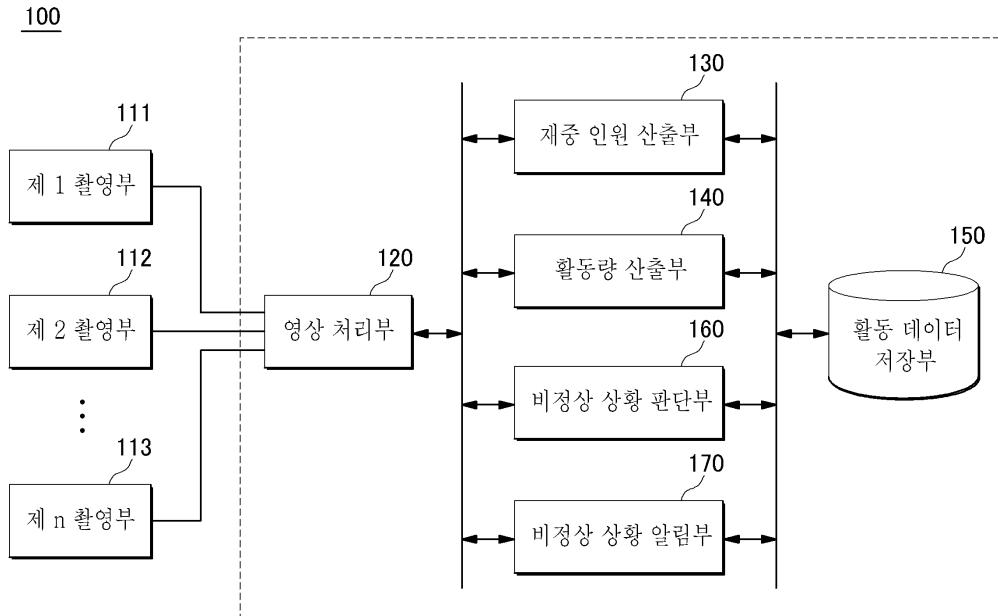 100
111
제 1 촬영부
112
제 2 촬영부
113
제 n 촬영부
120
영상 처리부
130
재중 인원 산출부
140
활동량 산출부
160
비정상 상황 판단부
170
비정상 상황 알림부
150
활동 데이터
저장부